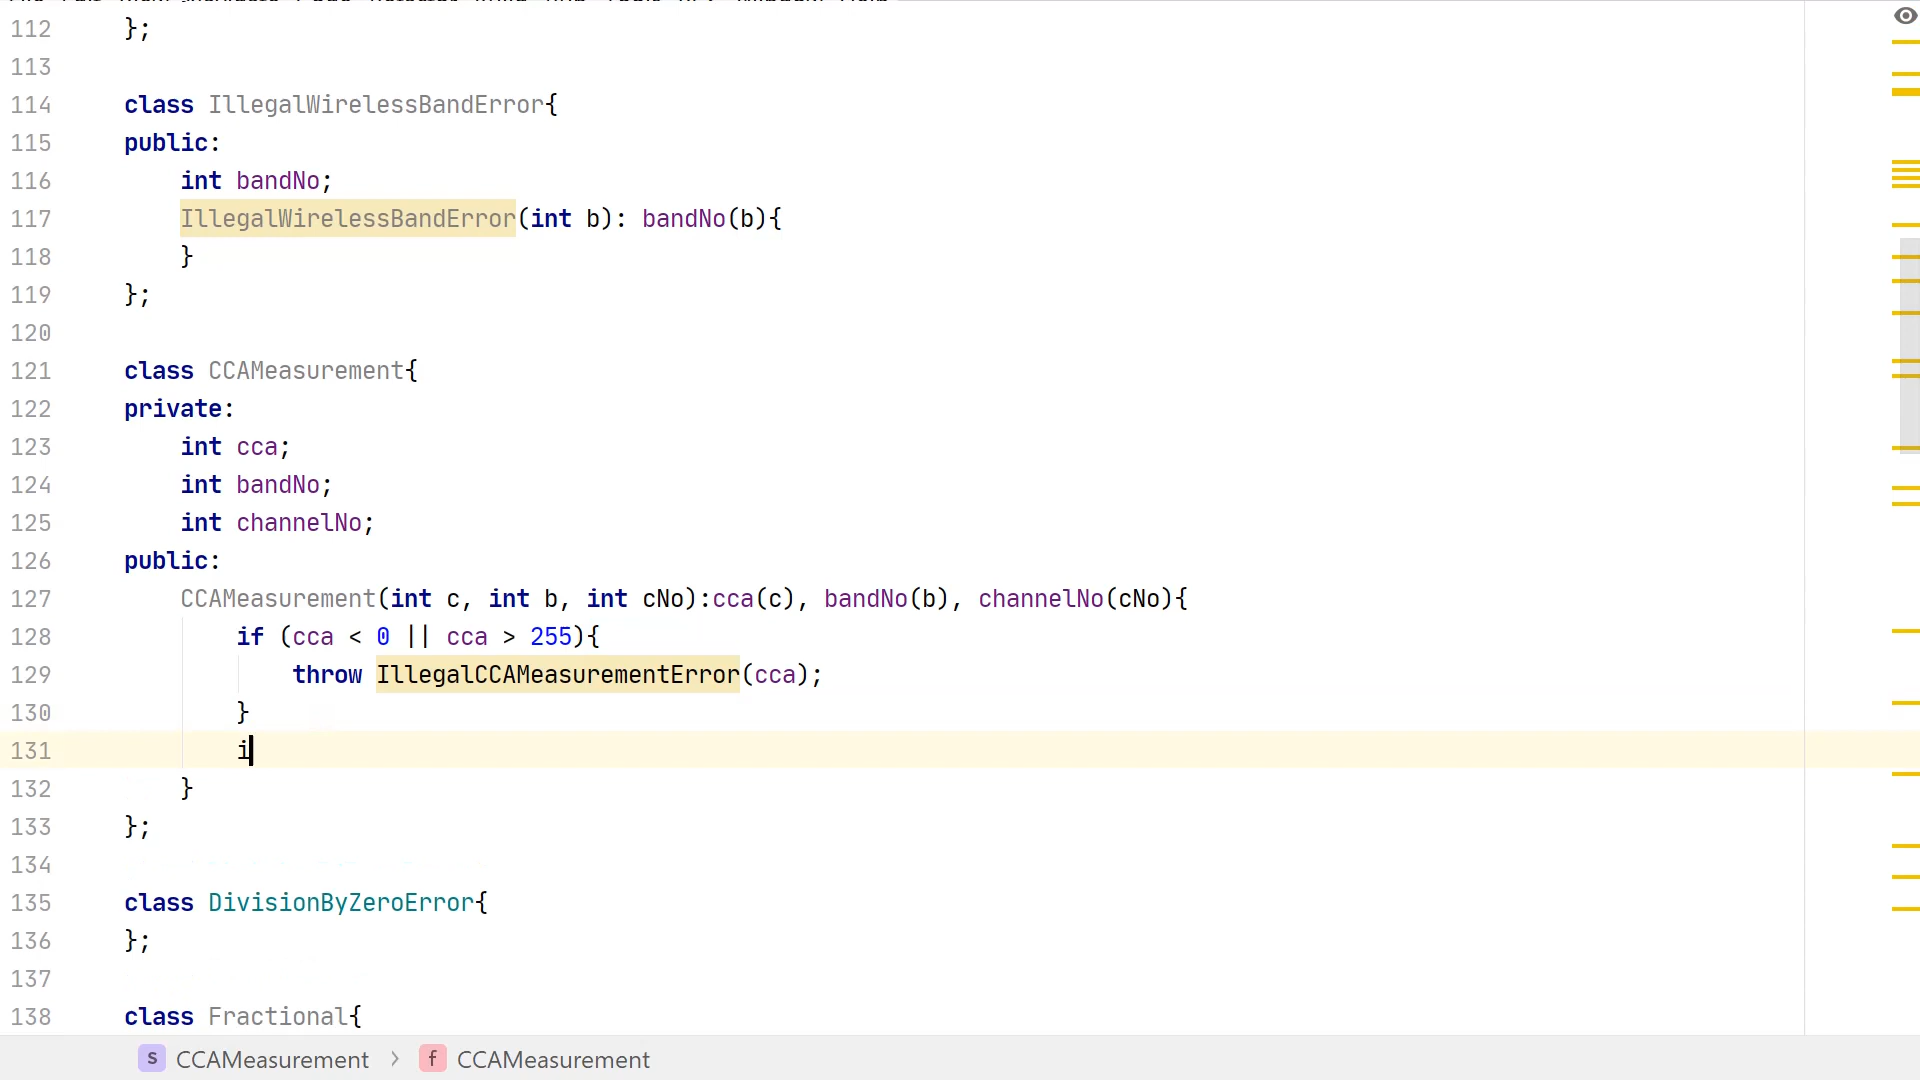 112 };
113
114 class IllegalWirelessBandError{
115 public:
116 int bandNo;
117 IllegalWirelessBandError(int b): bandNo(b){
118 }
119 };
120
121 class CCAMeasurement{
122 private:
123 int cca;
124 int bandNo;
125 int channelNo;
126 public:
127 CCAMeasurement(int c, int b, int cNo):cca(c), bandNo(b), channelNo(cNo){
128 if (cca < 0 || cca > 255){
129 throw IllegalCCAMeasurementError(cca);
130 }
131 i
132 }
133 };
134
135 class DivisionByZeroError{
136 };
137
138 class Fractional{
S CCAMeasurement > f CCAMeasurement